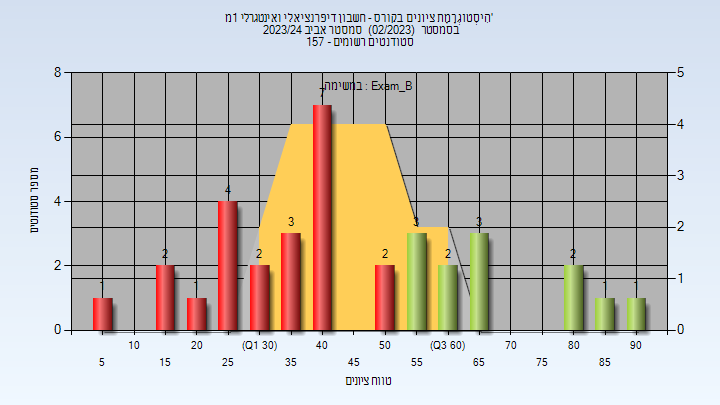 הִיסְטוֹגְרָמַת ציונים בקורס - חשבון דיפרנציאלי ואינטגרלי 1מ'
בסמסטר (02/2023) סמסטר אביב 2023/24
סטודנטים רשומים - 157
במשימה : Exam_B
8 6 4 2 0
5 4 3 2 1 0
מספר סטודנטים
1 2 1 4 2 3 7 2 3 2 3 2 1 1
10 20 (Q1 30) 40 50 (Q3 60) 70 80 90
5 15 25 35 45 55 65 75 85
טווח ציונים